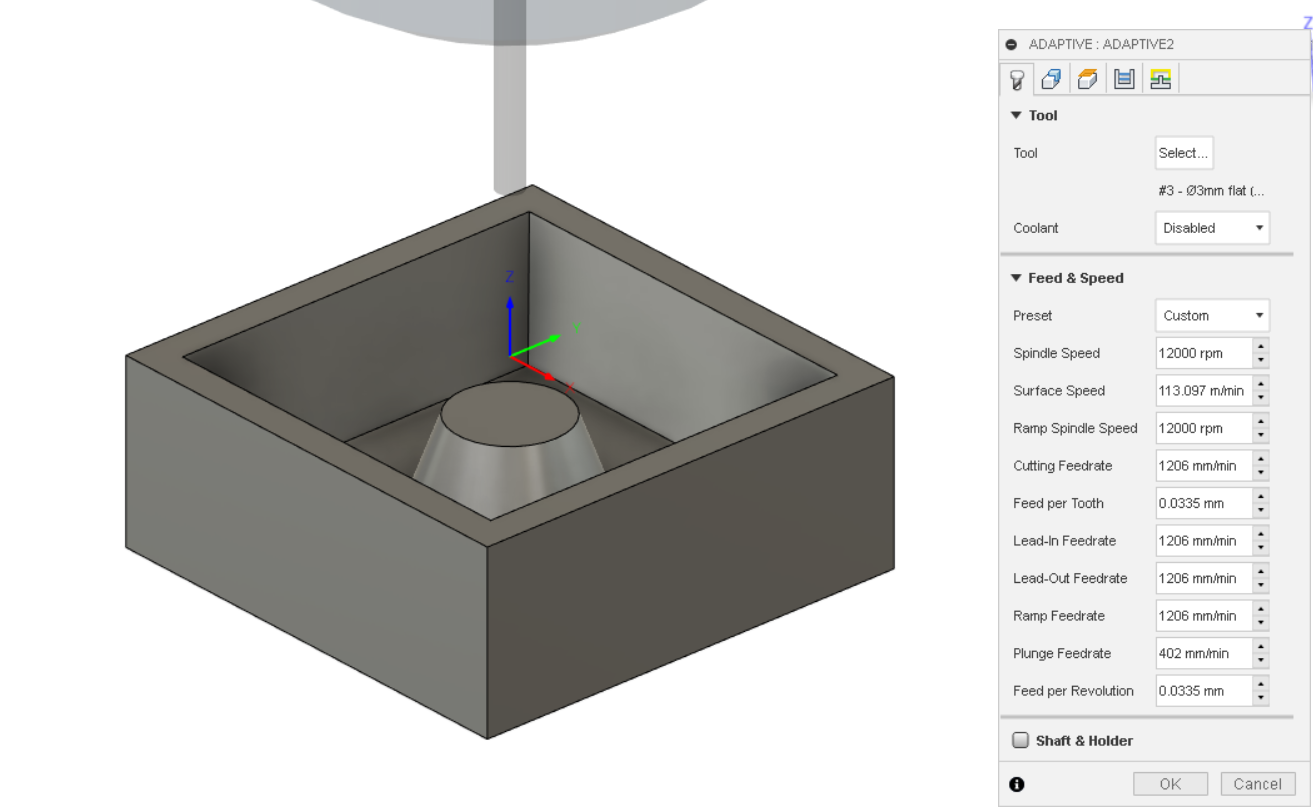 Z
ADAPTIVE : ADAPTIVE2
Tool
Tool Select...
#3 - Ø3mm flat (...
Coolant Disabled
Feed & Speed
Preset Custom
Spindle Speed 12000 rpm
Surface Speed 113.097 m/min
Ramp Spindle Speed 12000 rpm
Cutting Feedrate 1206 mm/min
Feed per Tooth 0.0335 mm
Lead-In Feedrate 1206 mm/min
Lead-Out Feedrate 1206 mm/min
Ramp Feedrate 1206 mm/min
Plunge Feedrate 402 mm/min
Feed per Revolution 0.0335 mm
Shaft & Holder
OK Cancel
Z
Y
X